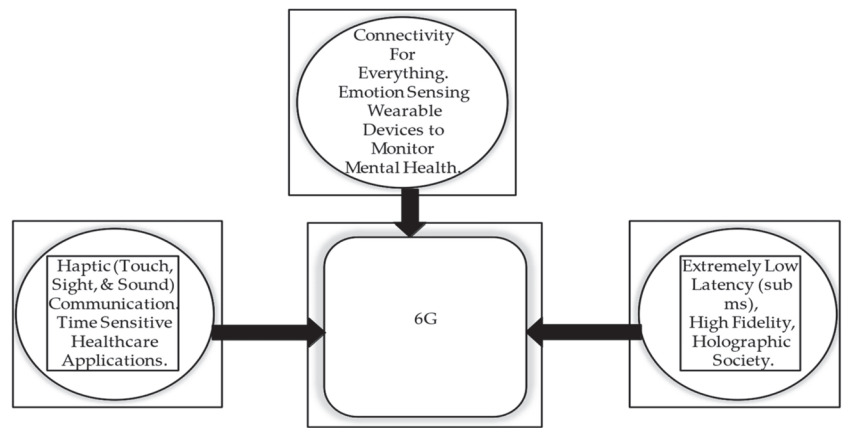 Connectivity
For
Everything.
Emotion Sensing
Wearable
Devices to
Monitor
Mental Health.
Haptic (Touch,
Sight, & Sound)
Communication.
Time Sensitive
Healthcare
Applications.
6G
Extremely Low
Latency (sub
ms),
High Fidelity,
Holographic
Society.